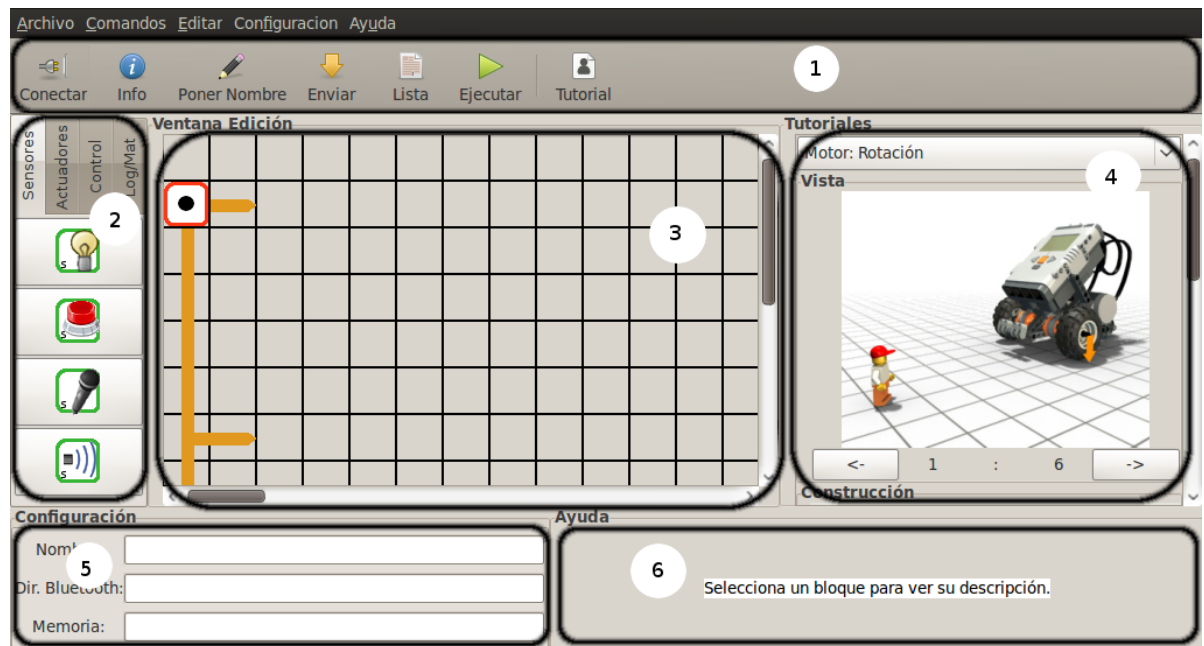 Archivo Comandos Editar Configuracion Ayuda
Conectar Info Poner Nombre Enviar Lista Ejecutar Tutorial
1
Sensores
Actuadores
Control
Log/Mat
2
s
s
s
s
Ventana Edición
3
Tutoriales
Motor: Rotación
4
Vista
<- 1 : 6 ->
Construcción
Configuración
5
Dir. Bluetooth:
Memoria:
Ayuda
6
Selecciona un bloque para ver su descripción.